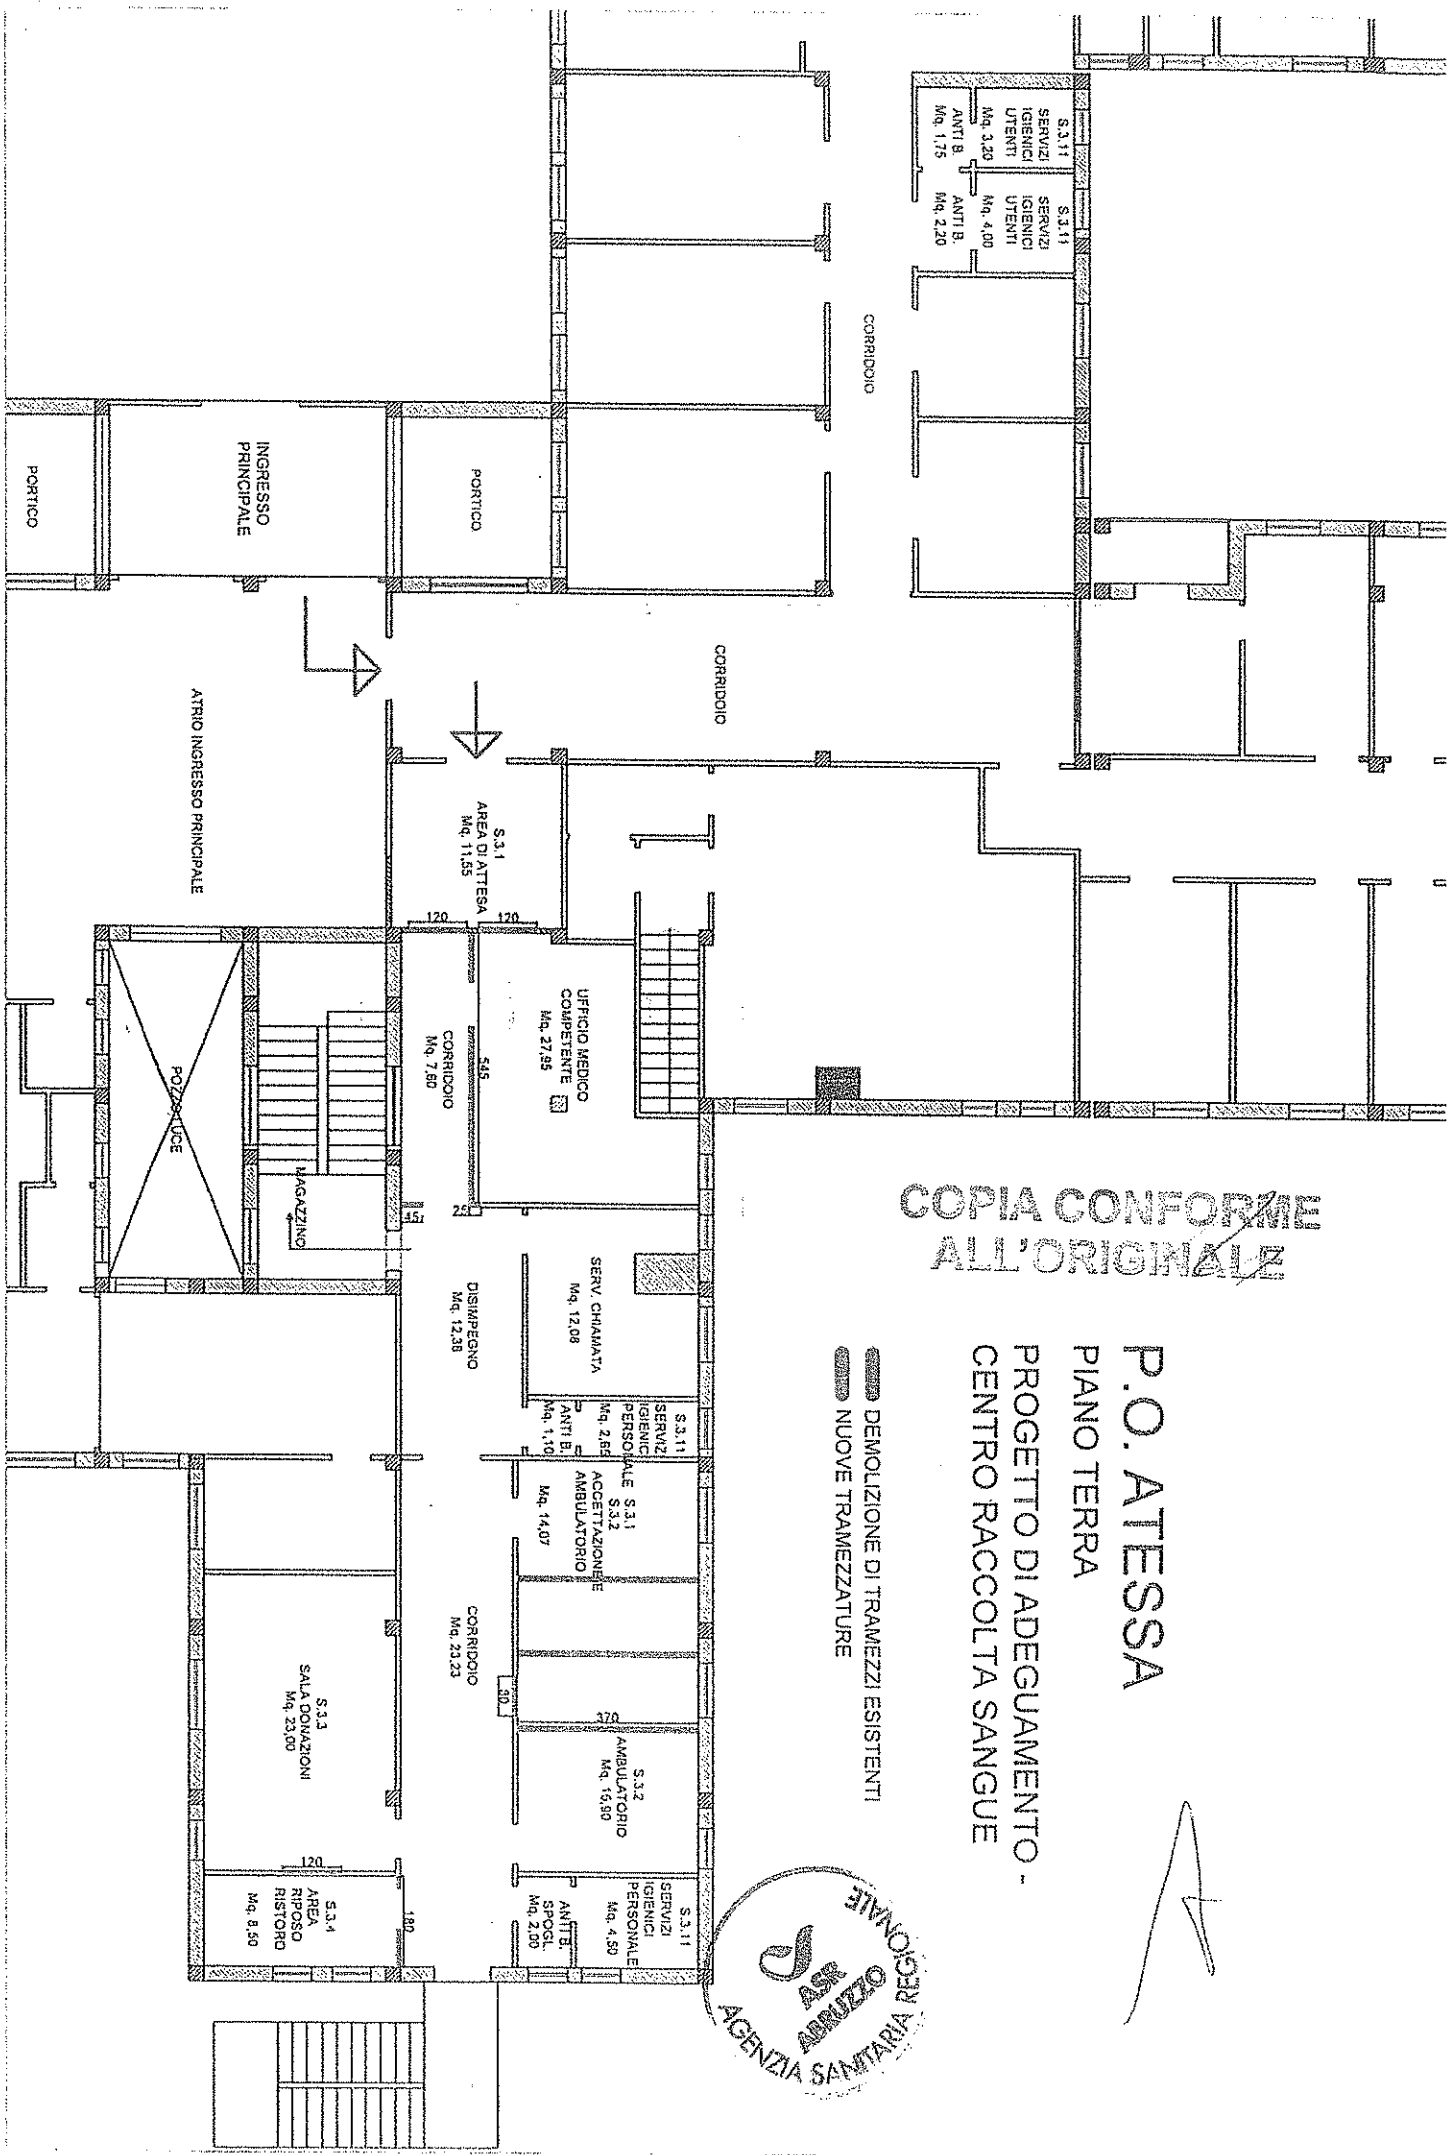 P.O. ATESSA
PIANO TERRA
PROGETTO DI ADEGUAMENTO -
CENTRO RACCOLTA SANGUE
DEMOLIZIONE DI TRAMEZZI ESISTENTI
NUOVE TRAMEZZATURE
COPIA CONFORME
ALL'ORIGINALE
AGENZIA SANITARIA REGIONALE
ASR
ABRUZZO
S.3.11
SERVIZI
IGIENICI
UTENTI
Mq. 3,20
ANTI B.
Mq. 1,75
S.3.11
SERVIZI
IGIENICI
UTENTI
Mq. 4,00
ANTI B.
Mq. 2,20
CORRIDOIO
CORRIDOIO
PORTICO
INGRESSO
PRINCIPALE
PORTICO
ATRIO INGRESSO PRINCIPALE
S.3.1
AREA DI ATTESA
Mq. 11,55
120
120
UFFICIO MEDICO
COMPETENTE
Mq. 27,95
545
CORRIDOIO
Mq. 7,60
POZZO LUCE
MAGAZZINO
45
25
SERV. CHIAMATA
Mq. 12,08
DISIMPEGNO
Mq. 12,38
S.3.11
SERVIZI
IGIENICI
PERSONALE
Mq. 2,65
ANTI B.
Mq. 1,10
S.3.1
S.3.2
ACCETTAZIONE E
AMBULATORIO
Mq. 14,07
CORRIDOIO
Mq. 23,23
90
370
S.3.2
AMBULATORIO
Mq. 15,90
S.3.3
SALA DONAZIONI
Mq. 23,00
120
180
S.3.4
AREA
RIPOSO
RISTORO
Mq. 8,50
S.3.11
SERVIZI
IGIENICI
PERSONALE
Mq. 4,50
ANTI B.
SPOGL.
Mq. 2,00